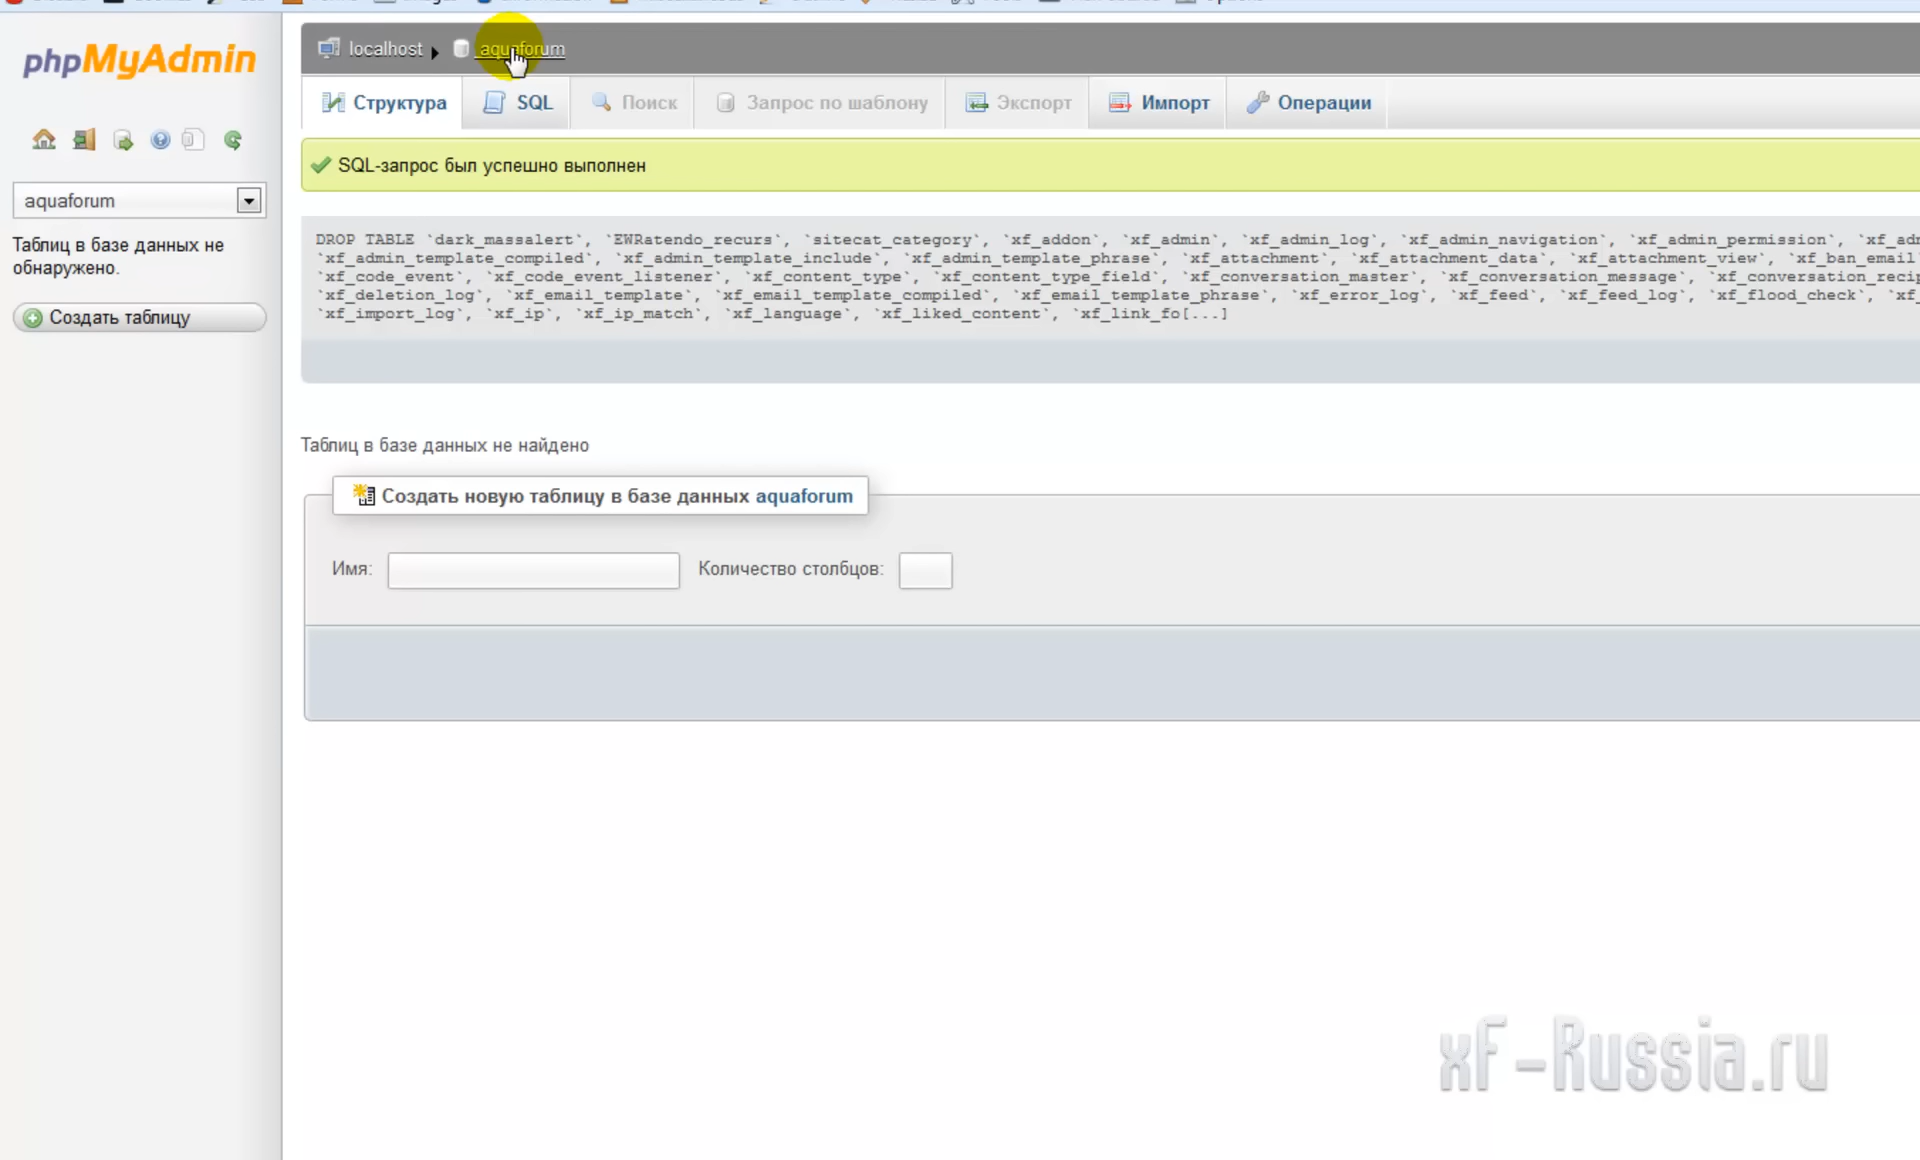 phpMyAdmin
localhost
aquaforum
Структура
SQL
Поиск
Запрос по шаблону
Экспорт
Импорт
Операции
SQL-запрос был успешно выполнен
aquaforum
Таблиц в базе данных не
обнаружено.
Создать таблицу
DROP TABLE `dark_massalert`, `EWRatendo_recurs`, `sitecat_category`, `xf_addon`, `xf_admin`, `xf_admin_log`, `xf_admin_navigation`, `xf_admin_permission`,
`xf_admin_template_compiled`, `xf_admin_template_include`, `xf_admin_template_phrase`, `xf_attachment`, `xf_attachment_data`, `xf_attachment_view`, `xf_ban_email`
`xf_code_event`, `xf_code_event_listener`, `xf_content_type`, `xf_content_type_field`, `xf_conversation_master`, `xf_conversation_message`,
`xf_deletion_log`, `xf_email_template`, `xf_email_template_compiled`, `xf_email_template_phrase`, `xf_error_log`, `xf_feed`, `xf_feed_log`, `xf_flood_check`,
`xf_import_log`, `xf_ip`, `xf_ip_match`, `xf_language`, `xf_liked_content`, `xf_link_fo[...]
Таблиц в базе данных не найдено
Создать новую таблицу в базе данных aquaforum
Имя:
Количество столбцов:
xF-Russia.ru